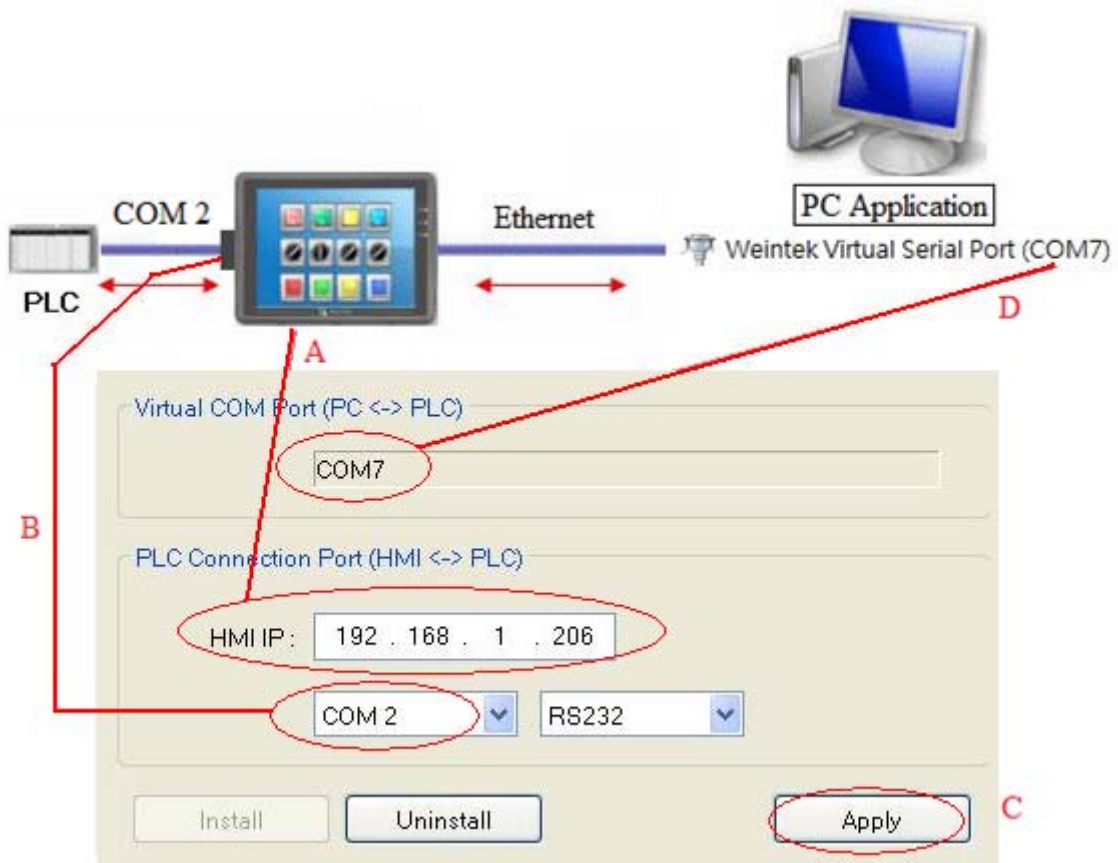 PC Application
COM 2
Ethernet
Weintek Virtual Serial Port (COM7)
PLC
D
A
Virtual COM Port (PC <-> PLC)
COM7
B
PLC Connection Port (HMI <-> PLC)
HMI IP : 192 . 168 . 1 . 206
COM 2 RS232
Install Uninstall Apply
C